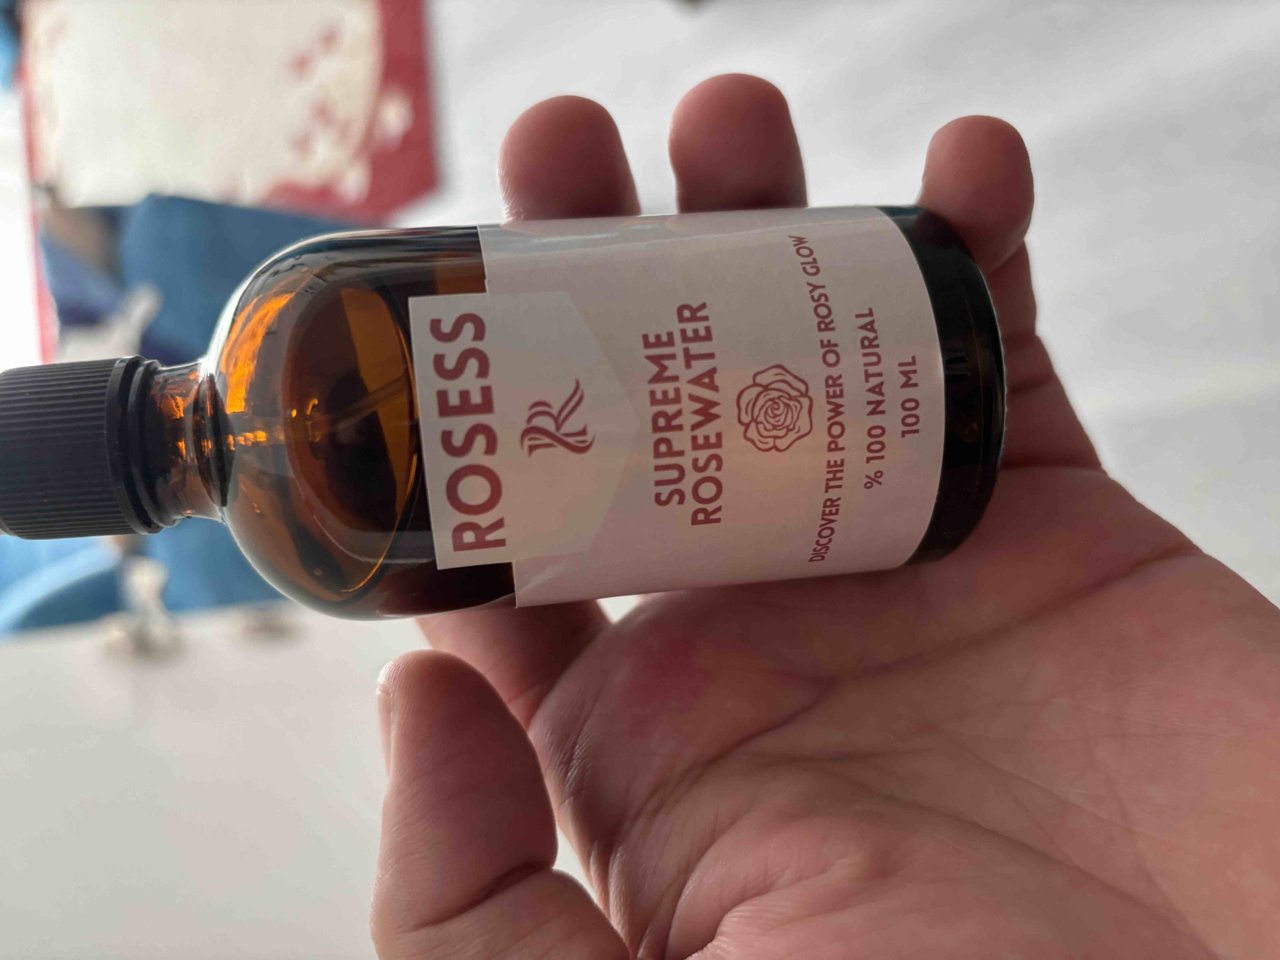 ROSESS
R
SUPREME
ROSEWATER
DISCOVER THE POWER OF ROSY GLOW
% 100 NATURAL
100 ML